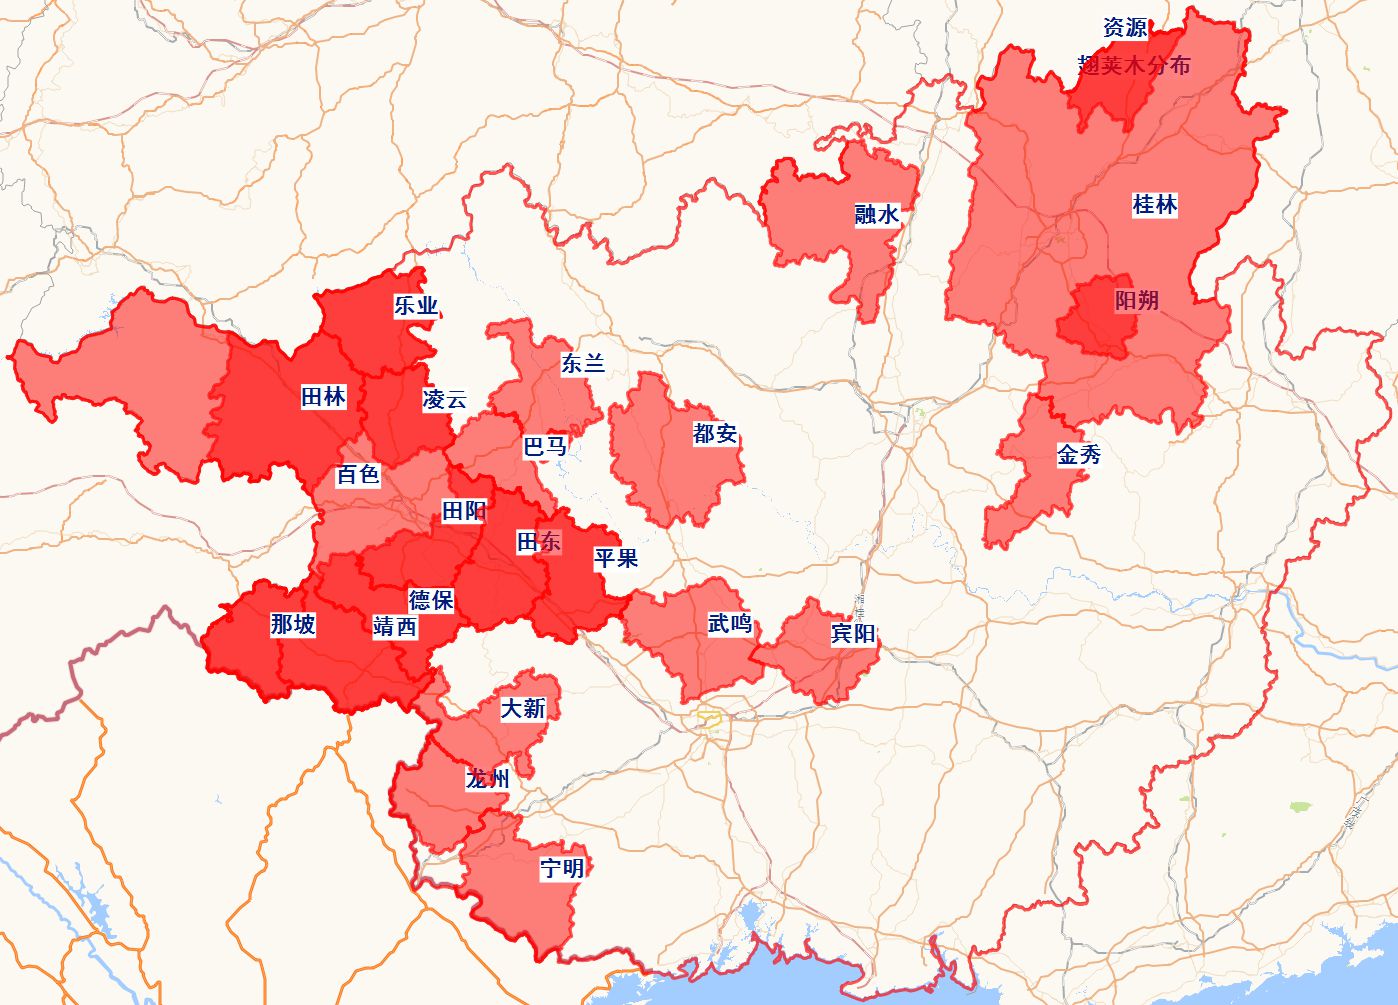 资源
翅荚木分布
桂林
融水
阳朔
乐业
东兰
田林
凌云
都安
巴马
金秀
百色
田阳
田东
平果
德保
那坡
靖西
武鸣
宾阳
大新
龙州
宁明